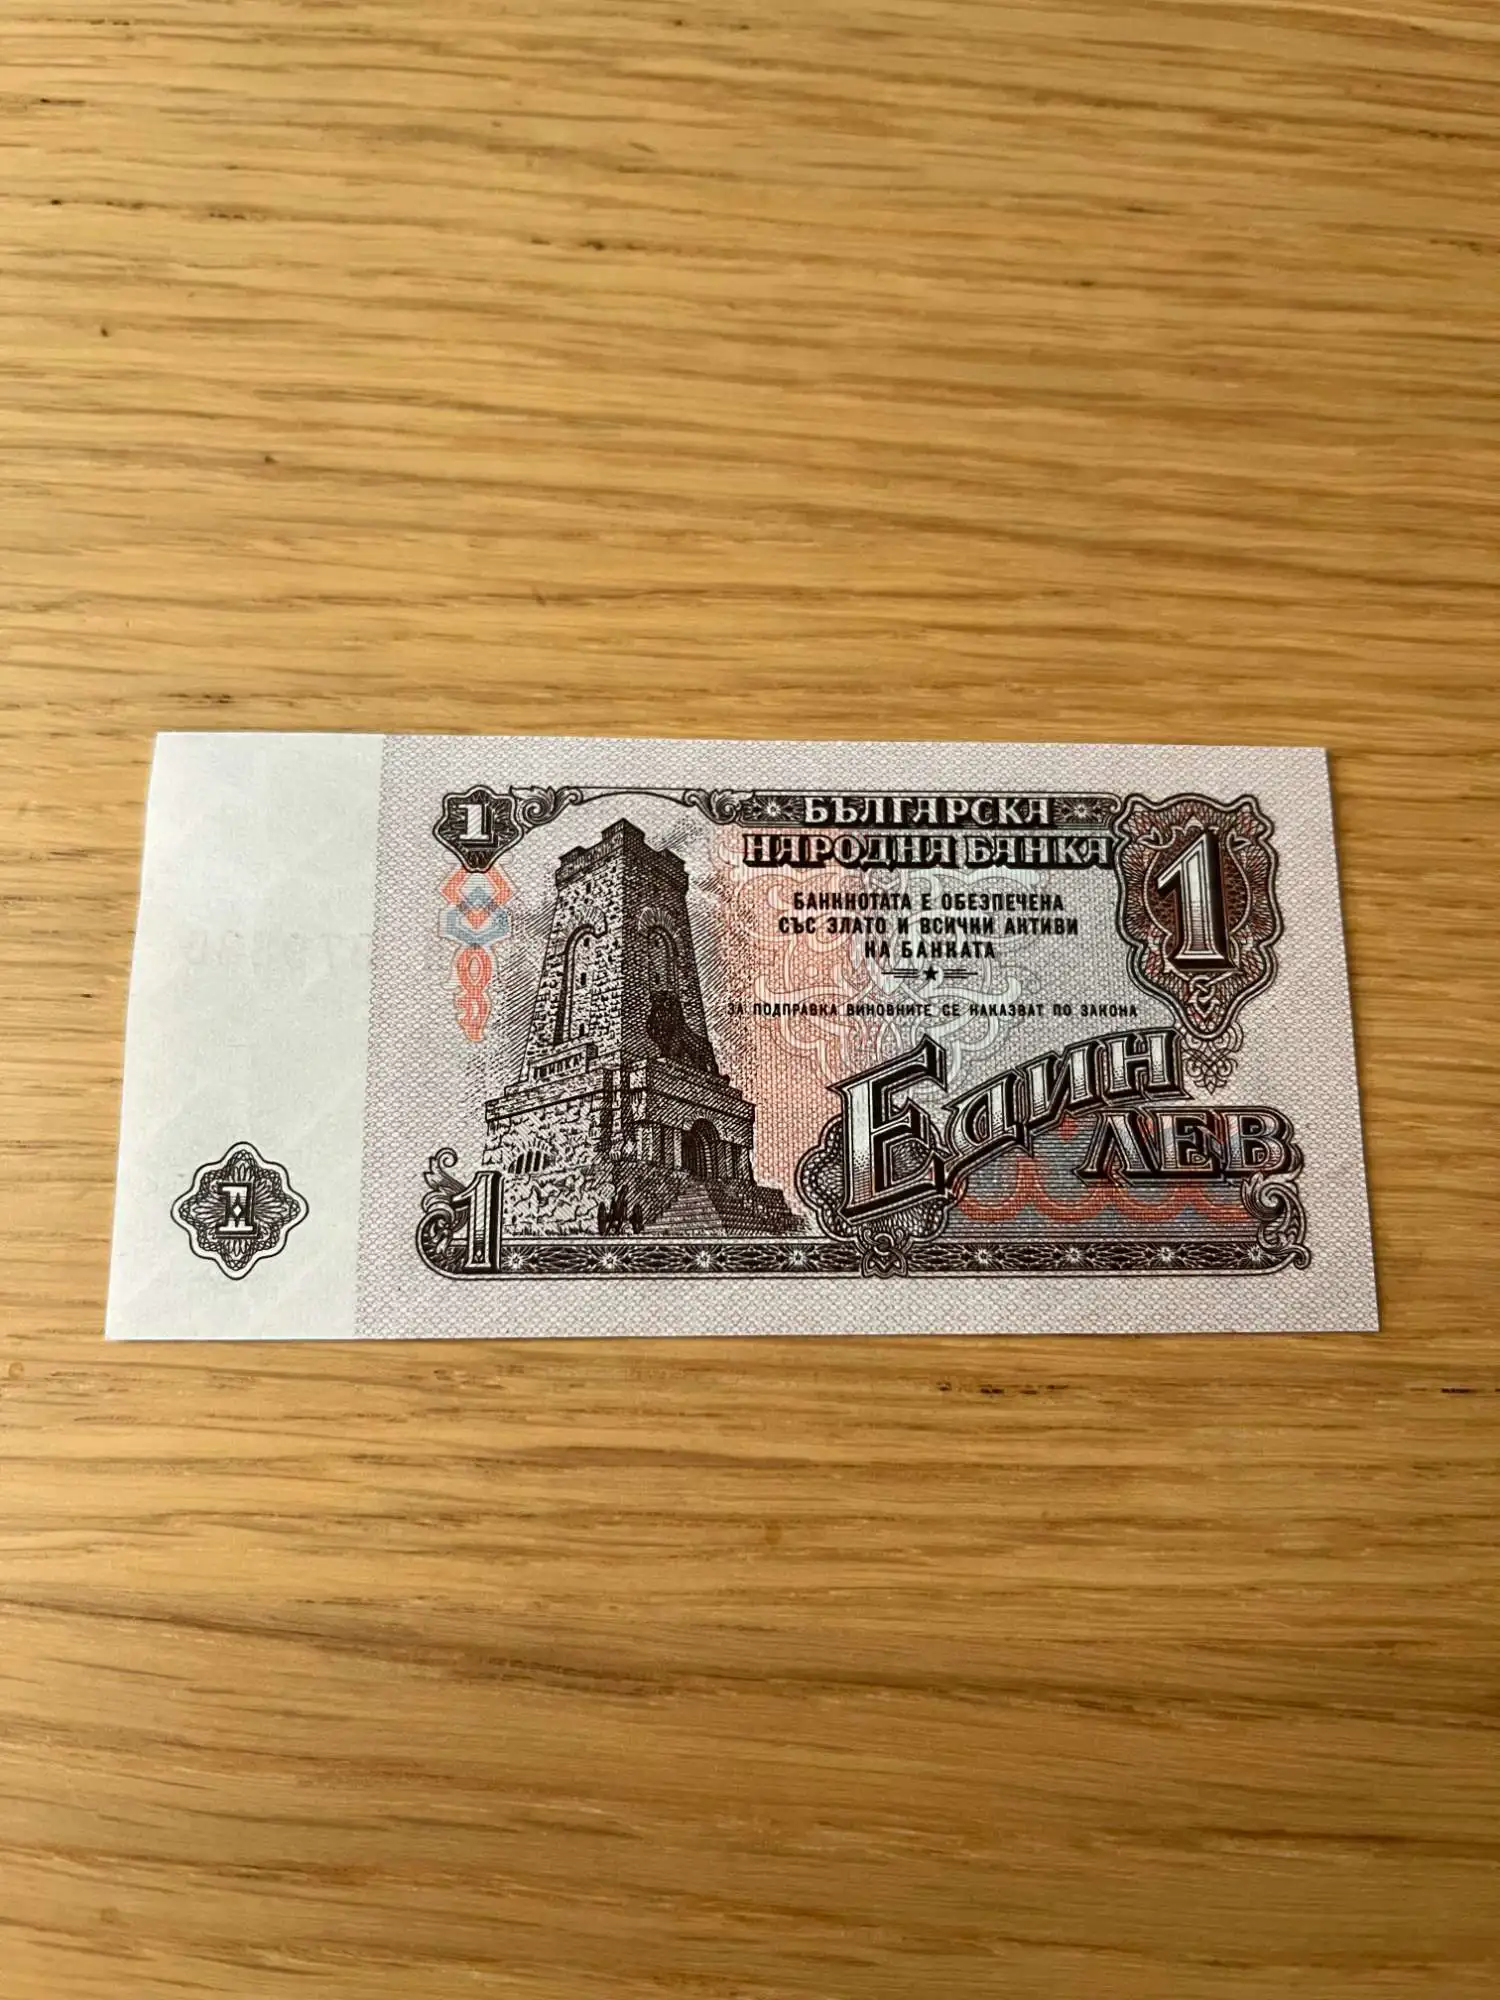 1
БЪЛГАРСКА
НАРОДНА БАНКА
1
БАНКНОТАТА Е ОБЕЗПЕЧЕНА
СЪС ЗЛАТО И ВСИЧКИ АКТИВИ
НА БАНКАТА
ЗА ПОДПРАВКА ВИНОВНИТЕ СЕ НАКАЗВАТ ПО ЗАКОНА
ЕДИН
ЛЕВ
1
1